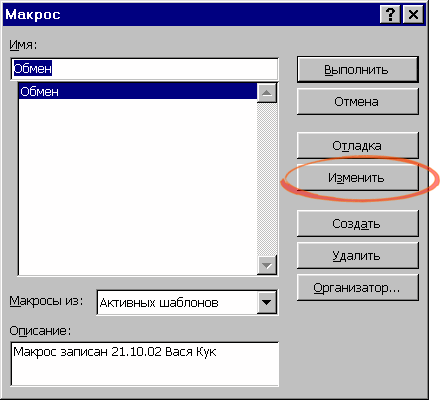 Макрос
Имя:
Обмен
Обмен
Выполнить
Отмена
Отладка
Изменить
Создать
Удалить
Организатор...
Макросы из:
Активных шаблонов
Описание:
Макрос записан 21.10.02 Вася Кук